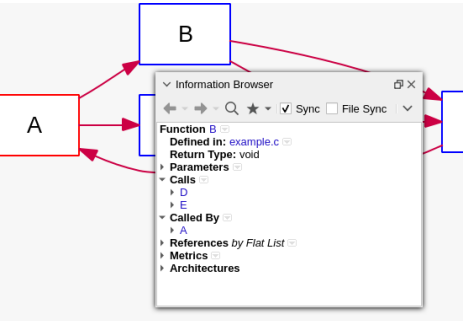 B
A
Information Browser
Sync File Sync
Function B
Defined in: example.c
Return Type: void
Parameters
Calls
D
E
Called By
A
References by Flat List
Metrics
Architectures